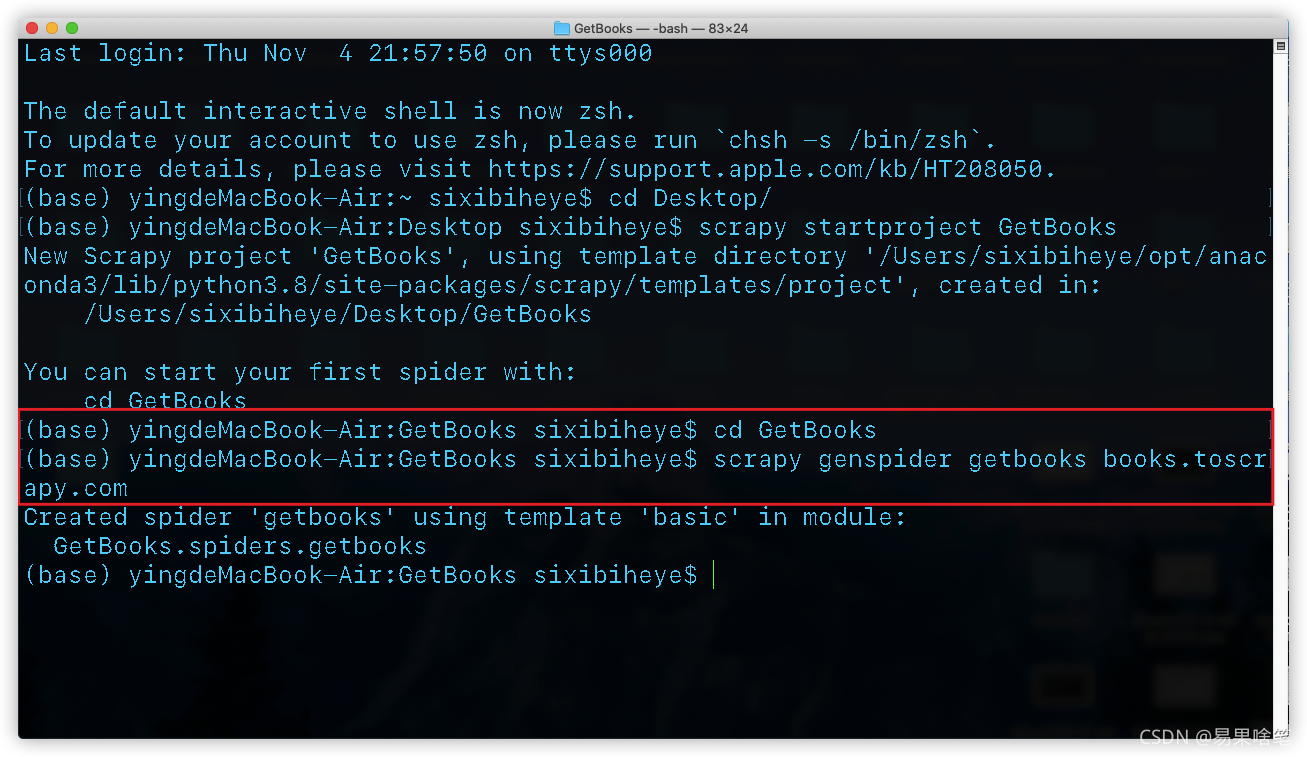 GetBooks — -bash — 83×24
Last login: Thu Nov  4 21:57:50 on ttys000
The default interactive shell is now zsh.
To update your account to use zsh, please run `chsh -s /bin/zsh`.
For more details, please visit https://support.apple.com/kb/HT208050.
[(base) yingdeMacBook-Air:~ sixibiheye$ cd Desktop/ ]
[(base) yingdeMacBook-Air:Desktop sixibiheye$ scrapy startproject GetBooks ]
New Scrapy project 'GetBooks', using template directory '/Users/sixibiheye/opt/anac
onda3/lib/python3.8/site-packages/scrapy/templates/project', created in:
    /Users/sixibiheye/Desktop/GetBooks
You can start your first spider with:
    cd GetBooks
[(base) yingdeMacBook-Air:GetBooks sixibiheye$ cd GetBooks ]
[(base) yingdeMacBook-Air:GetBooks sixibiheye$ scrapy genspider getbooks books.toscr]
apy.com
Created spider 'getbooks' using template 'basic' in module:
  GetBooks.spiders.getbooks
(base) yingdeMacBook-Air:GetBooks sixibiheye$
CSDN @易果啥笔